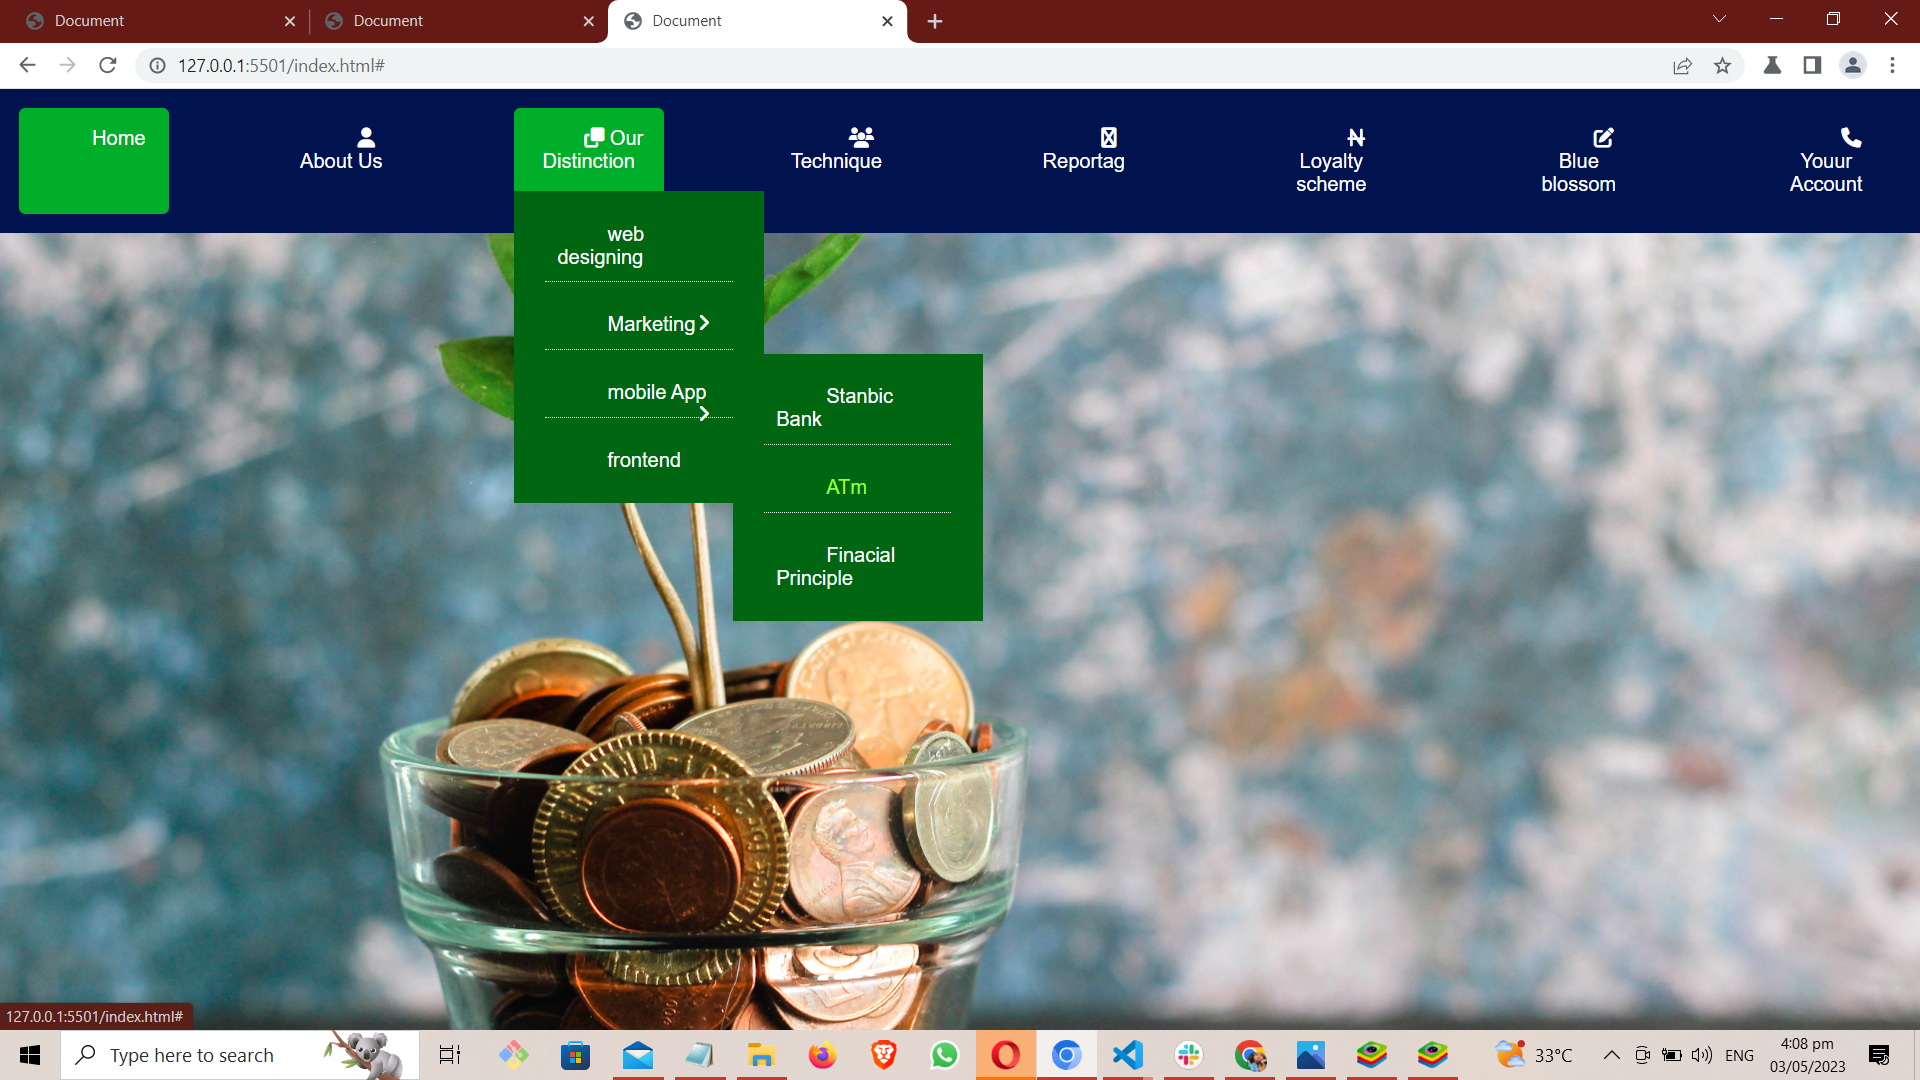 Document
Document
Document
127.0.0.1:5501/index.html#
Home
About Us
Our
Distinction
Technique
Reportag
Loyalty
scheme
Blue
blossom
Youur
Account
web
designing
Marketing
mobile App
frontend
Stanbic
Bank
ATm
Finacial
Principle
127.0.0.1:5501/index.html#
Type here to search
33°C
ENG
4:08 pm
03/05/2023